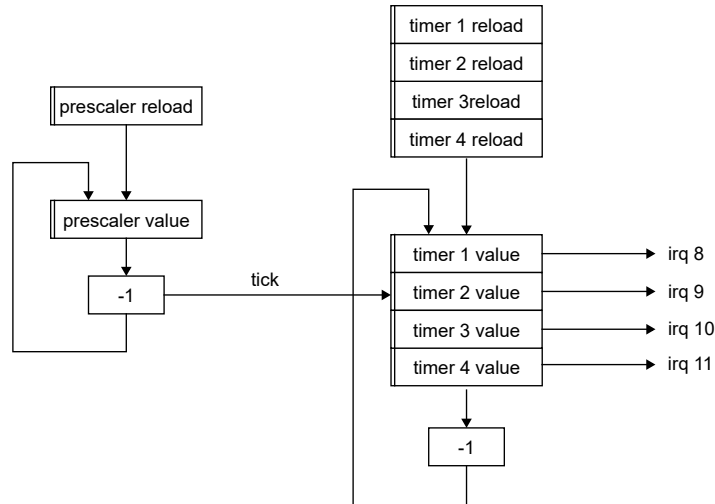 timer 1 reload
timer 2 reload
timer 3reload
timer 4 reload
prescaler reload
prescaler value
-1
tick
timer 1 value
timer 2 value
timer 3 value
timer 4 value
irq 8
irq 9
irq 10
irq 11
-1